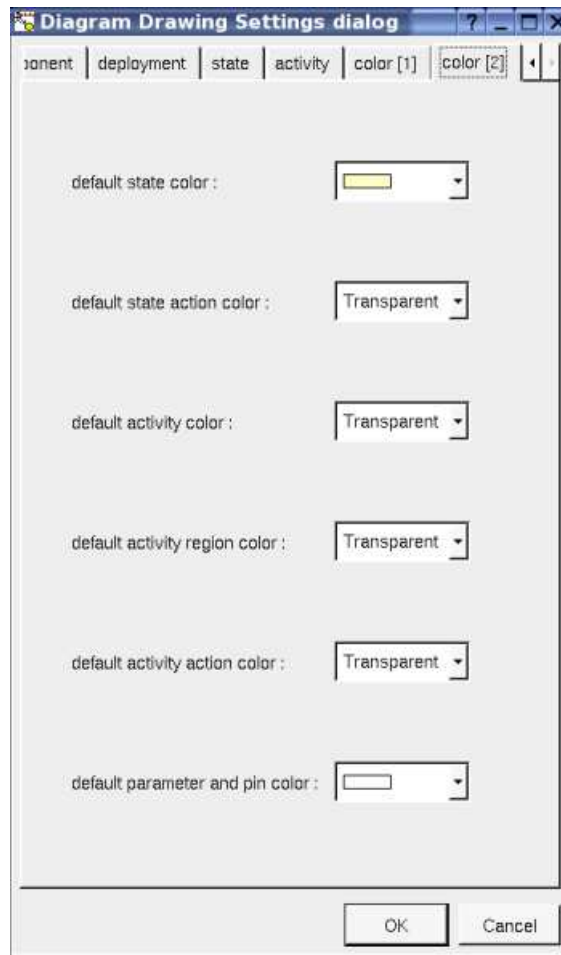 Diagram Drawing Settings dialog
onent deployment state activity color [1] color [2]
default state color :
default state action color : Transparent
default activity color : Transparent
default activity region color : Transparent
default activity action color : Transparent
default parameter and pin color :
OK Cancel